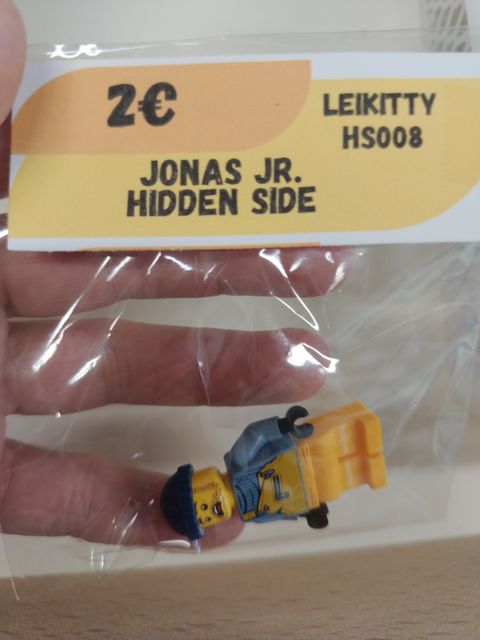 2€
LEIKITTY
HS008
JONAS JR.
HIDDEN SIDE